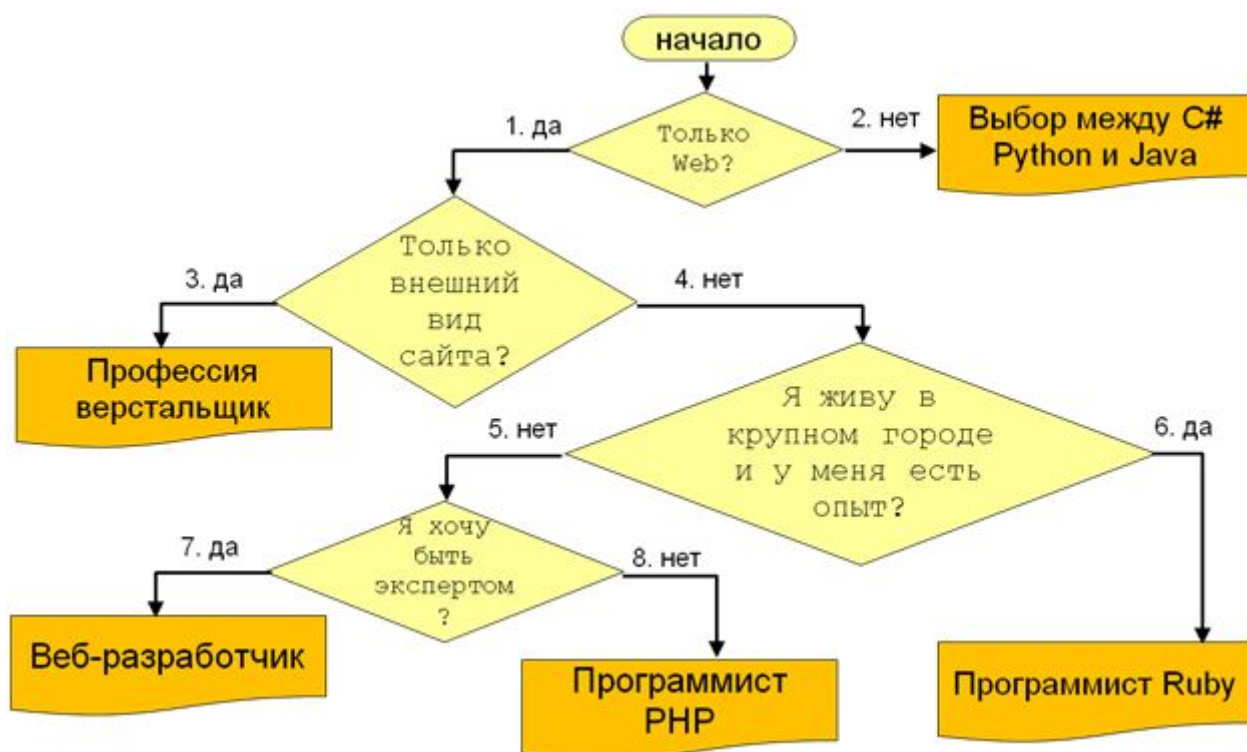 начало
1. да
Только
Web?
2. нет
Выбор между C#
Python и Java
3. да
Только
внешний
вид
сайта?
4. нет
Профессия
верстальщик
5. нет
Я живу в
крупном городе
и у меня есть
опыт?
6. да
7. да
Я хочу
быть
экспертом
?
8. нет
Веб-разработчик
Программист
PHP
Программист Ruby